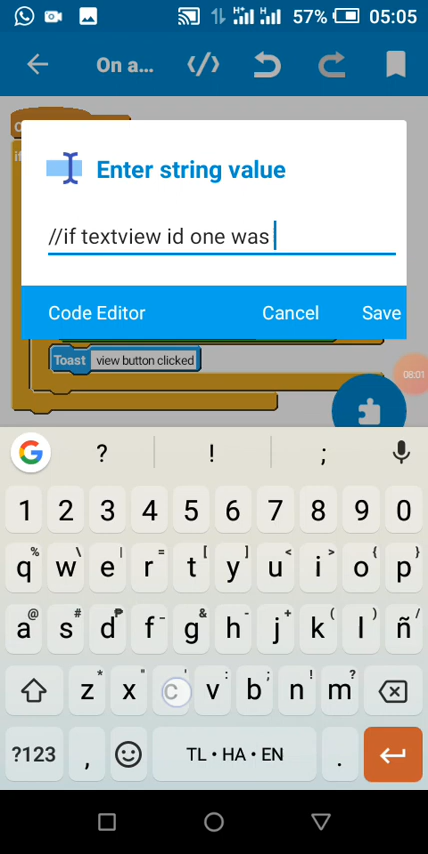 57% 05:05
On a...
Enter string value
//if textview id one was
Code Editor Cancel Save
Toast view button clicked
08:01
? ! ;
1 2 3 4 5 6 7 8 9 0
% \ | = [ ] < > { }
q w e r t y u i o p
@ # ₱ _ & - + ( ) /
a s d f g h j k l ñ
* " ' : ; ! ?
z x c v b n m
?123 , TL • HA • EN .